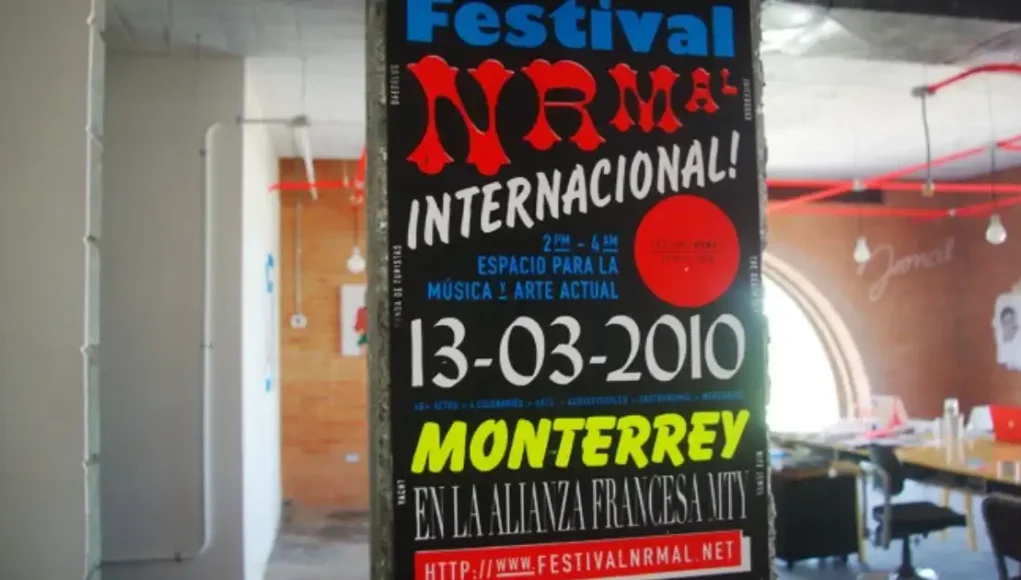 Festival
NRMAL
INTERNACIONAL!
2PM - 4AM
ESPACIO PARA LA
MÚSICA Y ARTE ACTUAL
13-03-2010
MONTERREY
EN LA ALIANZA FRANCESA MTY
HTTP://WWW.FESTIVALNRMAL.NET
YACHT